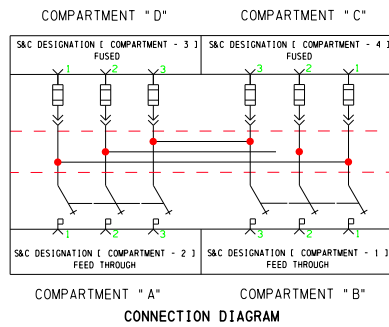 COMPARTMENT "D" COMPARTMENT "C"
S&C DESIGNATION [ COMPARTMENT - 3 ] S&C DESIGNATION [ COMPARTMENT - 4 ]
FUSED FUSED
1 2 3 3 2 1
1 2 3 3 2 1
S&C DESIGNATION [ COMPARTMENT - 2 ] S&C DESIGNATION [ COMPARTMENT - 1 ]
FEED THROUGH FEED THROUGH
COMPARTMENT "A" COMPARTMENT "B"
CONNECTION DIAGRAM